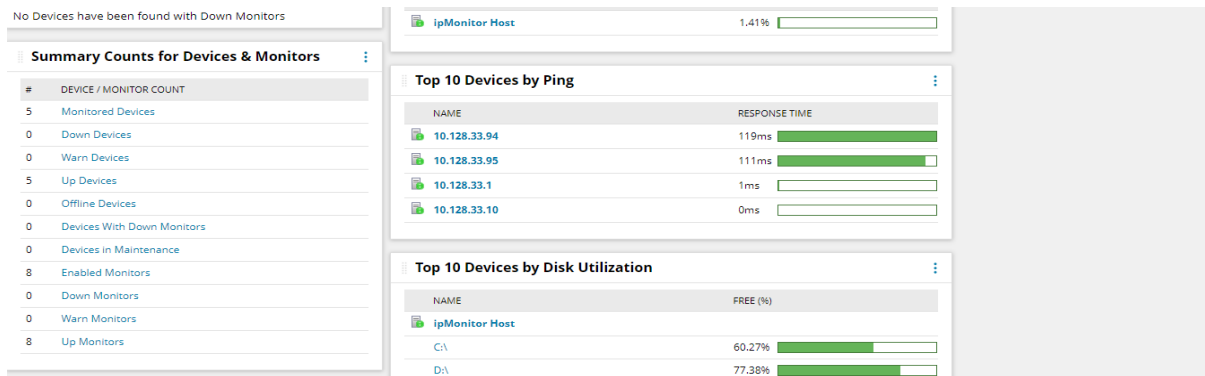 No Devices have been found with Down Monitors
Summary Counts for Devices & Monitors
# DEVICE / MONITOR COUNT
5 Monitored Devices
0 Down Devices
0 Warn Devices
5 Up Devices
0 Offline Devices
0 Devices With Down Monitors
0 Devices in Maintenance
8 Enabled Monitors
0 Down Monitors
0 Warn Monitors
8 Up Monitors
ipMonitor Host 1.41%
Top 10 Devices by Ping
NAME RESPONSE TIME
10.128.33.94 119ms
10.128.33.95 111ms
10.128.33.1 1ms
10.128.33.10 0ms
Top 10 Devices by Disk Utilization
NAME FREE (%)
ipMonitor Host
C:\ 60.27%
D:\ 77.38%